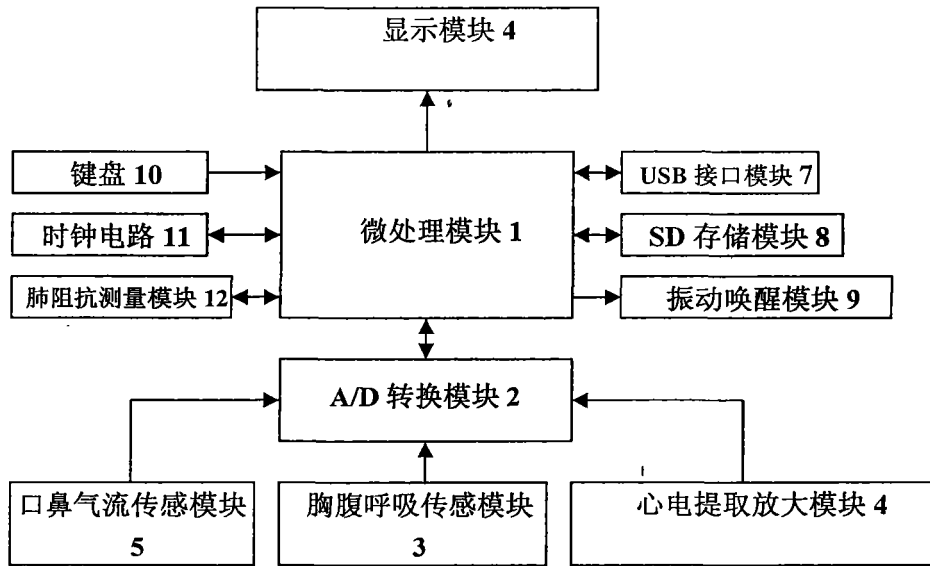 显示模块 4
键盘 10
USB 接口模块 7
时钟电路 11
微处理模块 1
SD 存储模块 8
肺阻抗测量模块 12
振动唤醒模块 9
A/D 转换模块 2
口鼻气流传感模块
5
胸腹呼吸传感模块
3
心电提取放大模块 4